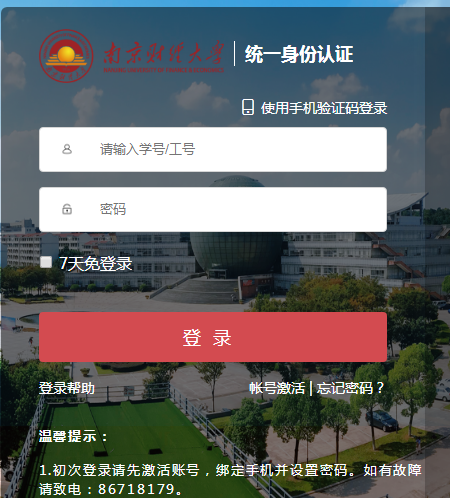 南京财经大学 | 统一身份认证
使用手机验证码登录
请输入学号/工号
密码
7天免登录
登 录
登录帮助
帐号激活 | 忘记密码？
温馨提示：
1.初次登录请先激活账号，绑定手机并设置密码。如有故障
请致电：86718179。